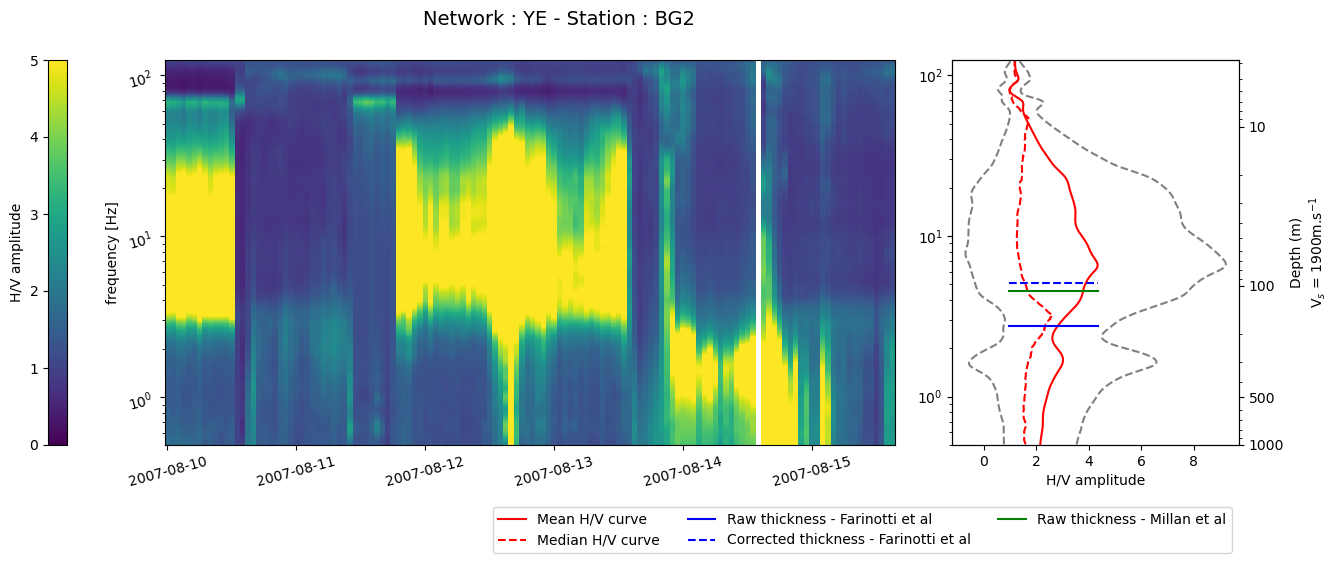 Network : YE - Station : BG2
H/V amplitude
5
4
3
2
1
0
frequency [Hz]
10²
10¹
10⁰
2007-08-10
2007-08-11
2007-08-12
2007-08-13
2007-08-14
2007-08-15
10²
10¹
10⁰
0
2
4
6
8
H/V amplitude
10
100
500
1000
Depth (m)
Vₛ = 1900m.s⁻¹
Mean H/V curve
Median H/V curve
Raw thickness - Farinotti et al
Corrected thickness - Farinotti et al
Raw thickness - Millan et al